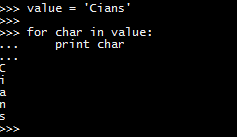 >>> value = 'Cians'
>>>
>>> for char in value:
...     print char
...
C
i
a
n
s
>>>